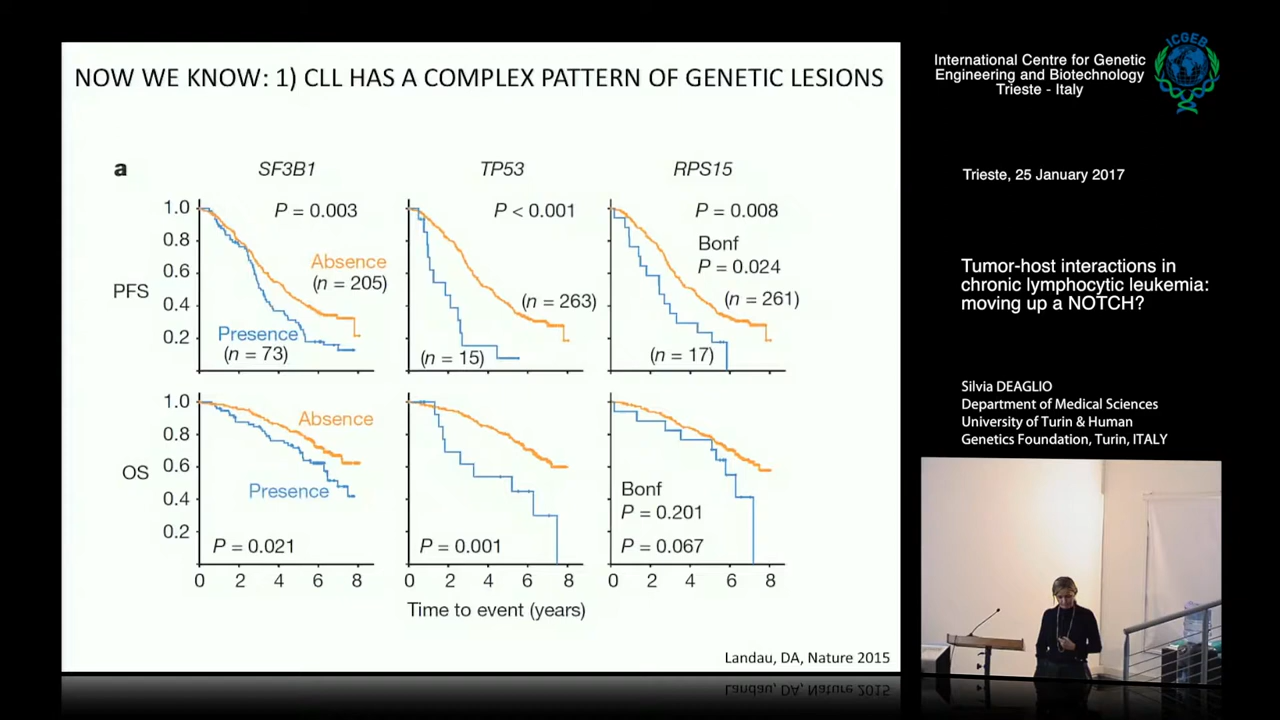 NOW WE KNOW: 1) CLL HAS A COMPLEX PATTERN OF GENETIC LESIONS
a
SF3B1
TP53
RPS15
PFS
1.0
0.8
0.6
0.4
0.2
P = 0.003
Absence
(n = 205)
Presence
(n = 73)
P < 0.001
(n = 263)
(n = 15)
P = 0.008
Bonf
P = 0.024
(n = 261)
(n = 17)
OS
1.0
0.8
0.6
0.4
0.2
Absence
Presence
P = 0.021
P = 0.001
Bonf
P = 0.201
P = 0.067
0 2 4 6 8
0 2 4 6 8
0 2 4 6 8
Time to event (years)
Landau, DA, Nature 2015
Landau, DA, Nature 2015
International Centre for Genetic
Engineering and Biotechnology
Trieste - Italy
ICGEB
Trieste, 25 January 2017
Tumor-host interactions in
chronic lymphocytic leukemia:
moving up a NOTCH?
Silvia DEAGLIO
Department of Medical Sciences
University of Turin & Human
Genetics Foundation, Turin, ITALY